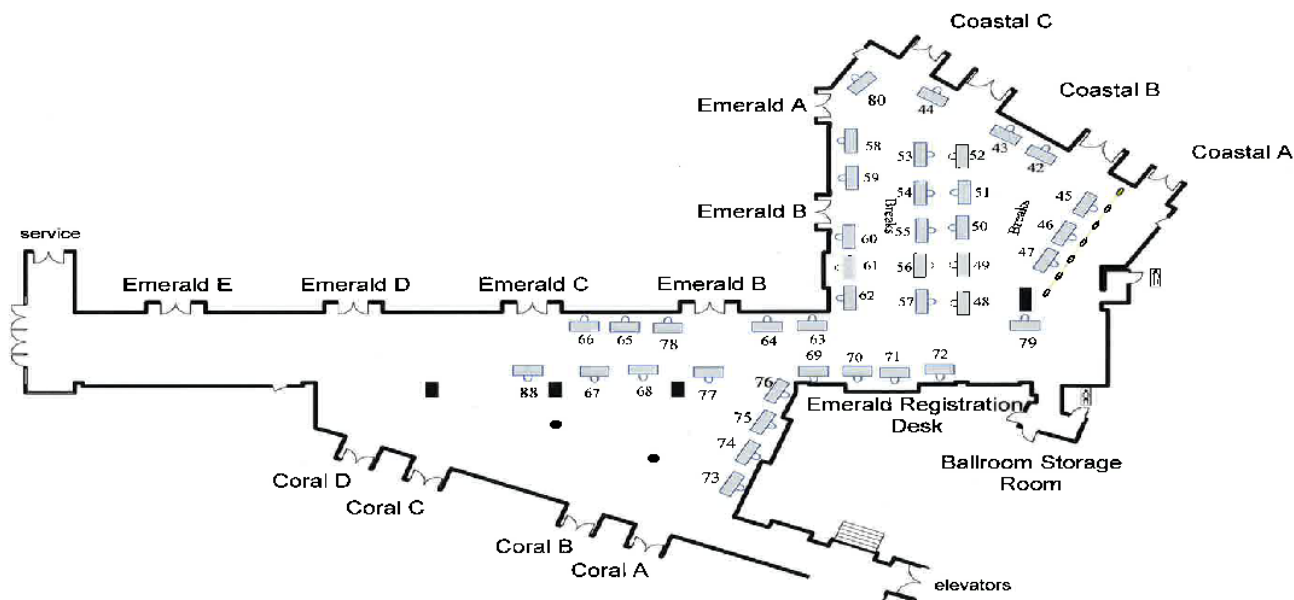 Coastal C
Coastal B
Coastal A
Emerald A
80
44
58
53
52
43
42
59
54
51
45
Emerald B
Breaks
Breaks
46
60
55
50
47
61
56
49
62
57
48
service
Emerald E
Emerald D
Emerald C
Emerald B
66
65
78
64
63
79
69
70
71
72
88
67
68
77
76
75
74
73
Emerald Registration
Desk
Ballroom Storage
Room
Coral D
Coral C
Coral B
Coral A
elevators